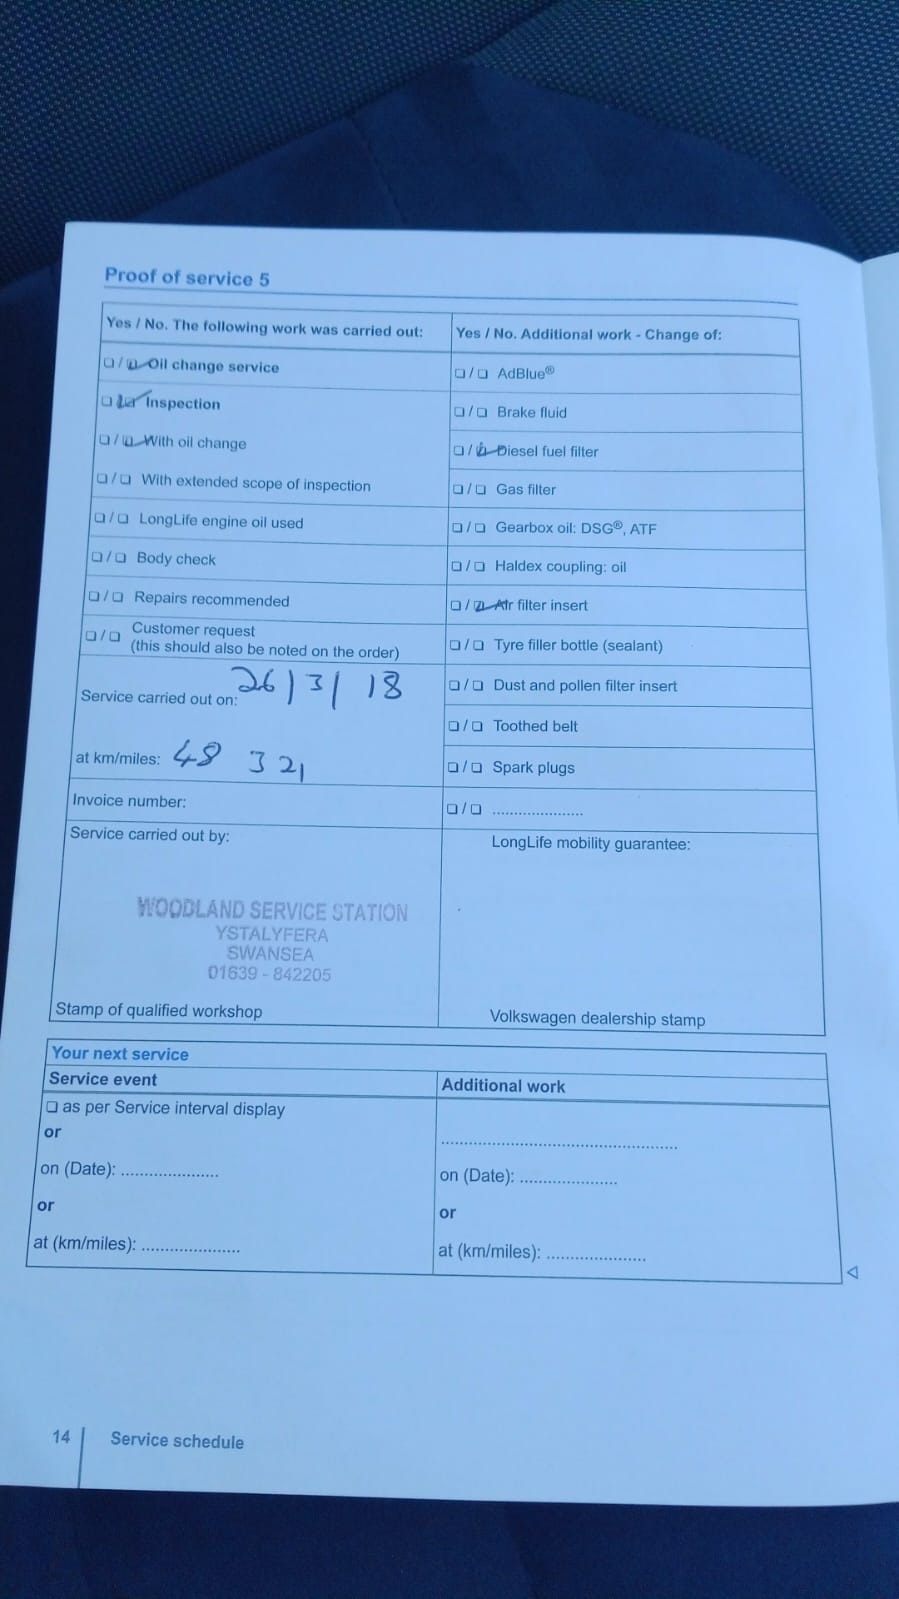 Proof of service 5
Yes / No. The following work was carried out:
❏ / ☑ Oil change service
❏ / ☑ Inspection
❏ / ☑ With oil change
❏ / ❏ With extended scope of inspection
❏ / ❏ LongLife engine oil used
❏ / ❏ Body check
❏ / ❏ Repairs recommended
❏ / ❏ Customer request
(this should also be noted on the order)
Service carried out on: 26/3/18
at km/miles: 48 321
Invoice number:
Service carried out by:
WOODLAND SERVICE STATION
YSTALYFERA
SWANSEA
01639 - 842205
Stamp of qualified workshop
Yes / No. Additional work - Change of:
❏ / ❏ AdBlue®
❏ / ❏ Brake fluid
❏ / ☑ Diesel fuel filter
❏ / ❏ Gas filter
❏ / ❏ Gearbox oil: DSG®, ATF
❏ / ❏ Haldex coupling: oil
❏ / ☑ Air filter insert
❏ / ❏ Tyre filler bottle (sealant)
❏ / ❏ Dust and pollen filter insert
❏ / ❏ Toothed belt
❏ / ❏ Spark plugs
❏ / ❏ .....................
LongLife mobility guarantee:
Volkswagen dealership stamp
Your next service
Service event
❏ as per Service interval display
or
on (Date): .....................
or
at (km/miles): .....................
Additional work
.....................................................
on (Date): .....................
or
at (km/miles): .....................
14 Service schedule